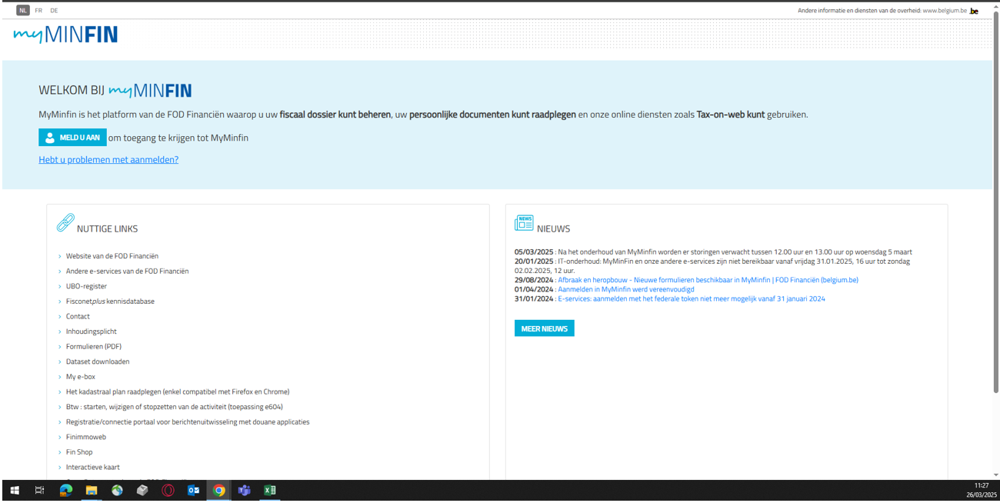 NL FR DE
Andere informatie en diensten van de overheid: www.belgium.be .be
myMINFIN
WELKOM BIJ myMINFIN
MyMinfin is het platform van de FOD Financiën waarop u uw fiscaal dossier kunt beheren, uw persoonlijke documenten kunt raadplegen en onze online diensten zoals Tax-on-web kunt gebruiken.
MELD U AAN om toegang te krijgen tot MyMinfin
Hebt u problemen met aanmelden?
NUTTIGE LINKS
Website van de FOD Financiën
Andere e-services van de FOD Financiën
UBO-register
Fisconetplus kennisdatabase
Contact
Inhoudingsplicht
Formulieren (PDF)
Dataset downloaden
My e-box
Het kadastraal plan raadplegen (enkel compatibel met Firefox en Chrome)
Btw : starten, wijzigen of stopzetten van de activiteit (toepassing e604)
Registratie/connectie portaal voor berichtenuitwisseling met douane applicaties
Finimmoweb
Fin Shop
Interactieve kaart
NEWS
NIEUWS
05/03/2025 : Na het onderhoud van MyMinfin worden er storingen verwacht tussen 12.00 uur en 13.00 uur op woensdag 5 maart
20/01/2025 : IT-onderhoud: MyMinFin en onze andere e-services zijn niet bereikbaar vanaf vrijdag 31.01.2025, 16 uur tot zondag
02.02.2025, 12 uur.
29/08/2024 : Afbraak en heropbouw - Nieuwe formulieren beschikbaar in MyMinfin | FOD Financiën (belgium.be)
01/04/2024 : Aanmelden in MyMinfin werd vereenvoudigd
31/01/2024 : E-services: aanmelden met het federale token niet meer mogelijk vanaf 31 januari 2024
MEER NIEUWS
11:27
26/03/2025